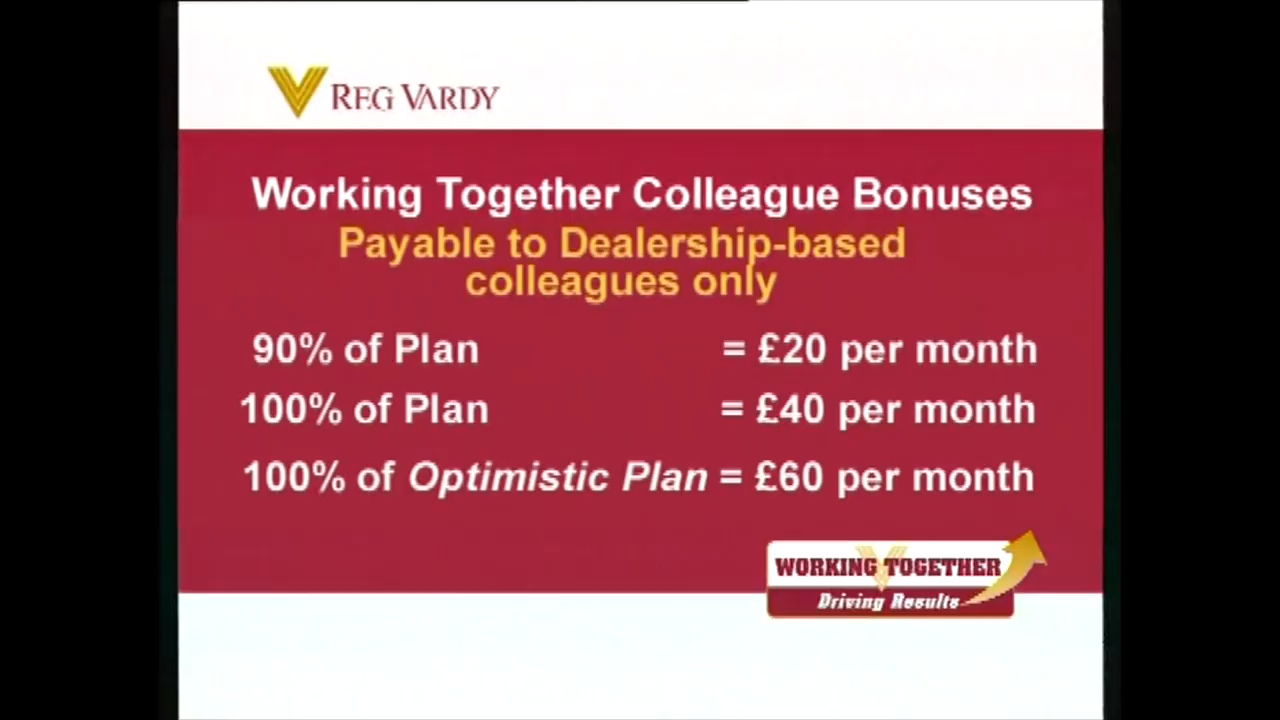 REG VARDY
Working Together Colleague Bonuses
Payable to Dealership-based
colleagues only
90% of Plan = £20 per month
100% of Plan = £40 per month
100% of Optimistic Plan = £60 per month
WORKING TOGETHER
Driving Results